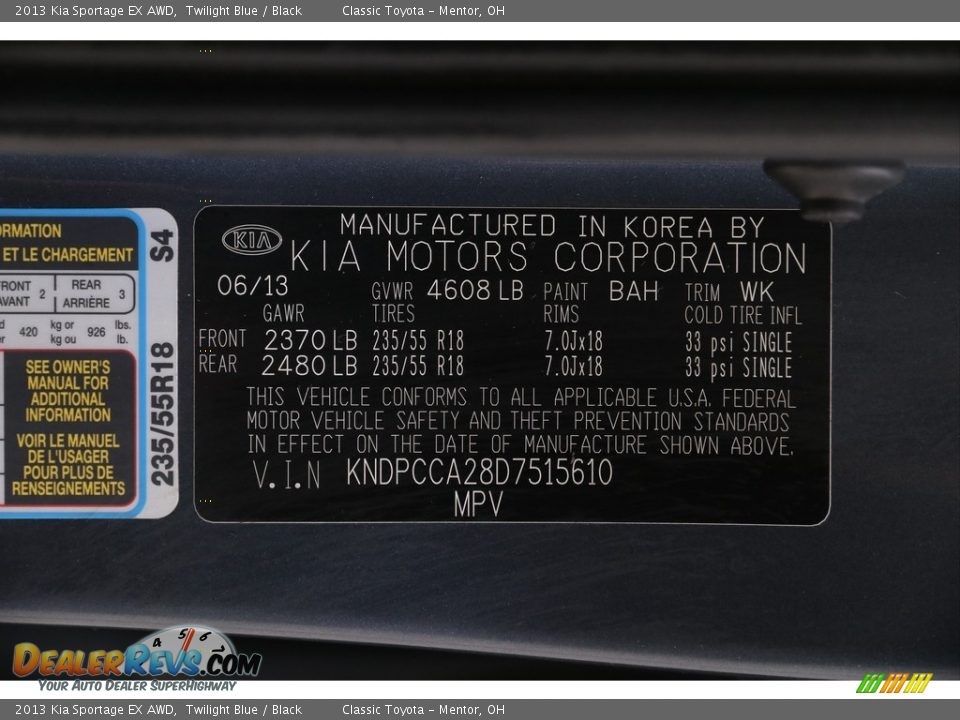 2013 Kia Sportage EX AWD, Twilight Blue / Black Classic Toyota - Mentor, OH
ET LE CHARGEMENT
REAR
ARRIÈRE 3
2
420 kg or
kg ou 926 lbs.
lb.
SEE OWNER'S
MANUAL FOR
ADDITIONAL
INFORMATION
VOIR LE MANUEL
DE L'USAGER
POUR PLUS DE
RENSEIGNEMENTS
235/55R18 S4
KIA
MANUFACTURED IN KOREA BY
KIA MOTORS CORPORATION
06/13 GVWR 4608 LB PAINT BAH TRIM WK
GAWR TIRES RIMS COLD TIRE INFL
FRONT 2370 LB 235/55 R18 7.0Jx18 33 psi SINGLE
REAR 2480 LB 235/55 R18 7.0Jx18 33 psi SINGLE
THIS VEHICLE CONFORMS TO ALL APPLICABLE U.S.A. FEDERAL
MOTOR VEHICLE SAFETY AND THEFT PREVENTION STANDARDS
IN EFFECT ON THE DATE OF MANUFACTURE SHOWN ABOVE.
V.I.N KNDPCCA28D7515610
MPV
4 5 6
DEALERREVS.COM
YOUR AUTO DEALER SUPERHIGHWAY
2013 Kia Sportage EX AWD, Twilight Blue / Black Classic Toyota - Mentor, OH